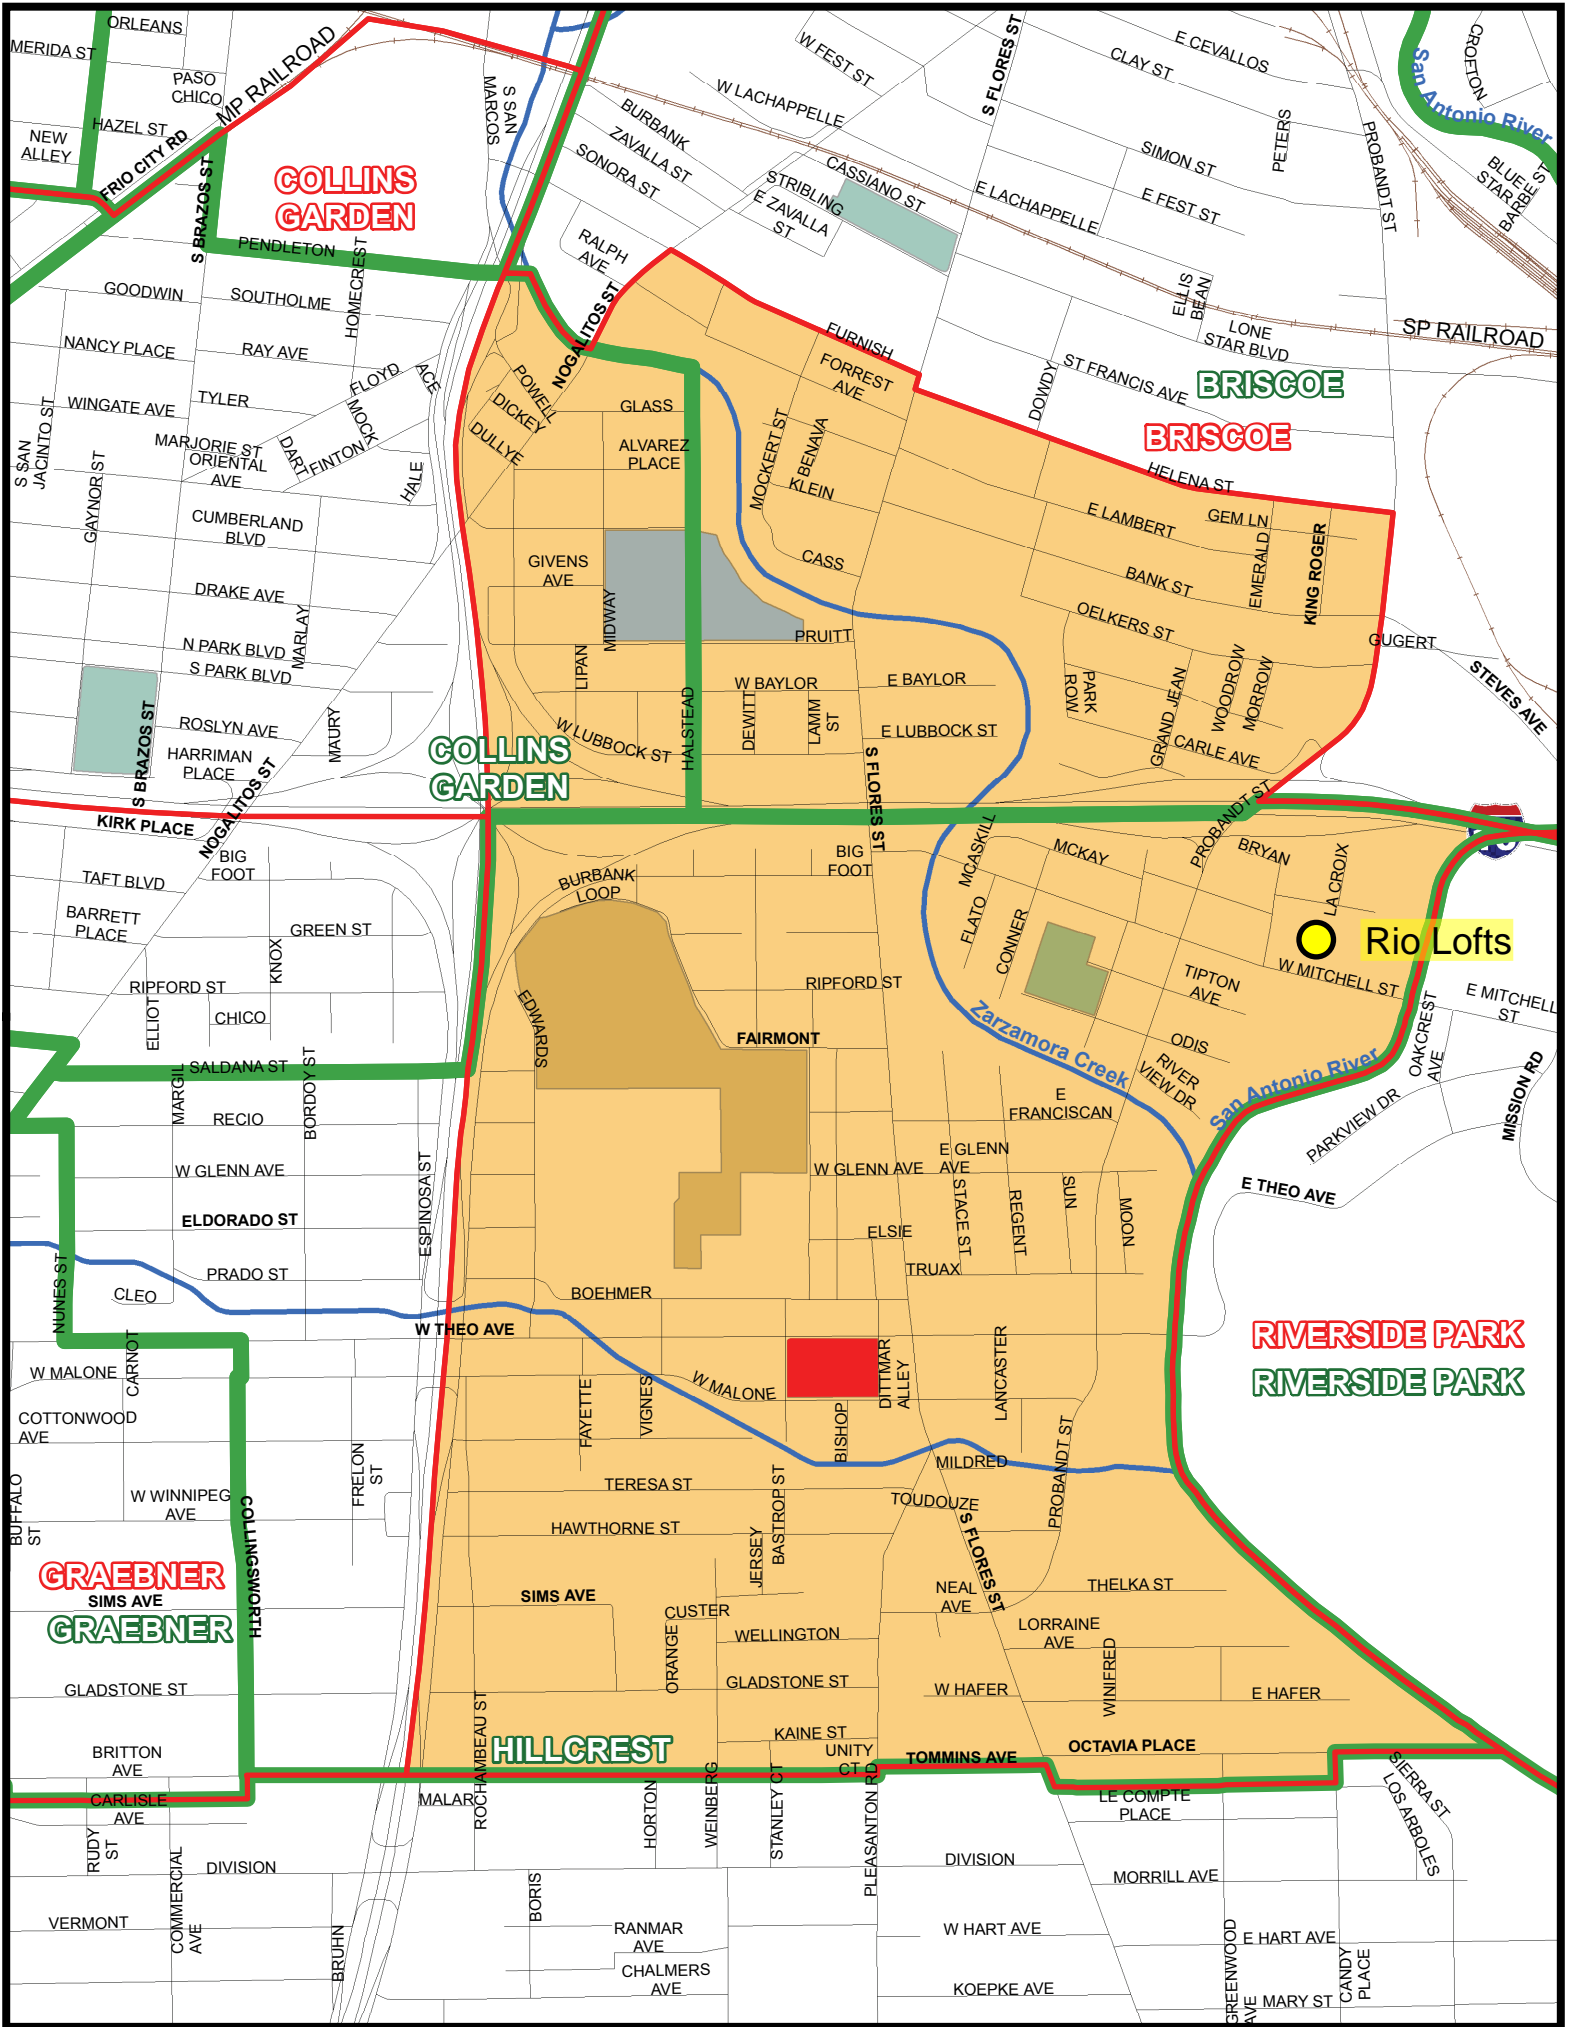 ORLEANS
MERIDA ST
PASO
CHICO
MP RAILROAD
HAZEL ST
NEW
ALLEY
FRIO CITY RD
S BRAZOS ST
COLLINS
GARDEN
PENDLETON
GOODWIN
SOUTHOLME
HOMECREST
NANCY PLACE
RAY AVE
FLOYD
ACE
TYLER
MOCK
WINGATE AVE
S SAN
JACINTO ST
MARJORIE ST
ORIENTAL
AVE
DART
FINTON
HALE
GAYNOR ST
CUMBERLAND
BLVD
DRAKE AVE
MARLAY
N PARK BLVD
S PARK BLVD
S BRAZOS ST
ROSLYN AVE
MAURY
HARRIMAN
PLACE
NOGALITOS ST
KIRK PLACE
S SAN
MARCOS
BURBANK
ZAVALLA ST
SONORA ST
W FEST ST
W LACHAPPELLE
S FLORES ST
CASSIANO ST
STRIBLING
E ZAVALLA
ST
RALPH
AVE
NOGALITOS ST
E CEVALLOS
CLAY ST
CROFTON
San Antonio River
PETERS
SIMON ST
PROBANDT ST
BLUE
STAR
BARBE ST
E LACHAPPELLE
E FEST ST
ELLIS
BEAN
LONE
STAR BLVD
SP RAILROAD
FURNISH
FORREST
AVE
DOWDY
ST FRANCIS AVE
BRISCOE
BRISCOE
HELENA ST
POWELL
DICKEY
DULLYE
GLASS
ALVAREZ
PLACE
MOCKERT ST
BENAVA
KLEIN
E LAMBERT
GEM LN
EMERALD
KING ROGER
GIVENS
AVE
MIDWAY
CASS
BANK ST
OELKERS ST
GUGERT
PRUITT
LIPAN
W BAYLOR
E BAYLOR
PARK
ROW
GRAND JEAN
WOODROW
MORROW
STEVES AVE
W LUBBOCK ST
HALSTEAD
DEWITT
LAMM
ST
E LUBBOCK ST
CARLE AVE
COLLINS
GARDEN
S FLORES ST
PROBANDT ST
BIG
FOOT
TAFT BLVD
BARRETT
PLACE
GREEN ST
KNOX
RIPFORD ST
ELLIOT
CHICO
SALDANA ST
MARGIL
BORDOY ST
RECIO
W GLENN AVE
ESPINOSA ST
ELDORADO ST
PRADO ST
NUNES ST
CLEO
BURBANK
LOOP
BIG
FOOT
MCASKILL
MCKAY
BRYAN
LA CROIX
FLATO
CONNER
Rio Lofts
W MITCHELL ST
TIPTON
AVE
E MITCHELL
ST
RIPFORD ST
EDWARDS
FAIRMONT
Zarzamora Creek
ODIS
RIVER
VIEW DR
San Antonio River
OAKCREST
AVE
MISSION RD
PARKVIEW DR
E
FRANCISCAN
E GLENN
AVE
W GLENN AVE
E THEO AVE
STACE ST
REGENT
SUN
MOON
ELSIE
TRUAX
BOEHMER
W THEO AVE
W MALONE
CARNOT
COTTONWOOD
AVE
BUFFALO
ST
W WINNIPEG
AVE
FRELON
ST
COLLINGSWORTH
GRAEBNER
SIMS AVE
GRAEBNER
GLADSTONE ST
BRITTON
AVE
CARLISLE
AVE
FAYETTE
VIGNES
W MALONE
BISHOP
DITTMAR
ALLEY
LANCASTER
RIVERSIDE PARK
RIVERSIDE PARK
MILDRED
PROBANDT ST
TERESA ST
BASTROP ST
TOUDOUZE
HAWTHORNE ST
JERSEY
S FLORES ST
SIMS AVE
NEAL
AVE
THELKA ST
CUSTER
ORANGE
WELLINGTON
LORRAINE
AVE
WINIFRED
GLADSTONE ST
W HAFER
E HAFER
ROCHAMBEAU ST
HILLCREST
KAINE ST
UNITY
CT
TOMMINS AVE
OCTAVIA PLACE
MALAR
HORTON
WEINBERG
STANLEY CT
PLEASANTON RD
LE COMPTE
PLACE
SIERRA ST
LOS ARBOLES
RUDY
ST
COMMERCIAL
AVE
DIVISION
DIVISION
MORRILL AVE
VERMONT
BRUHN
BORIS
RANMAR
AVE
CHALMERS
AVE
W HART AVE
KOEPKE AVE
GREENWOOD
AVE
E HART AVE
CANDY
PLACE
MARY ST